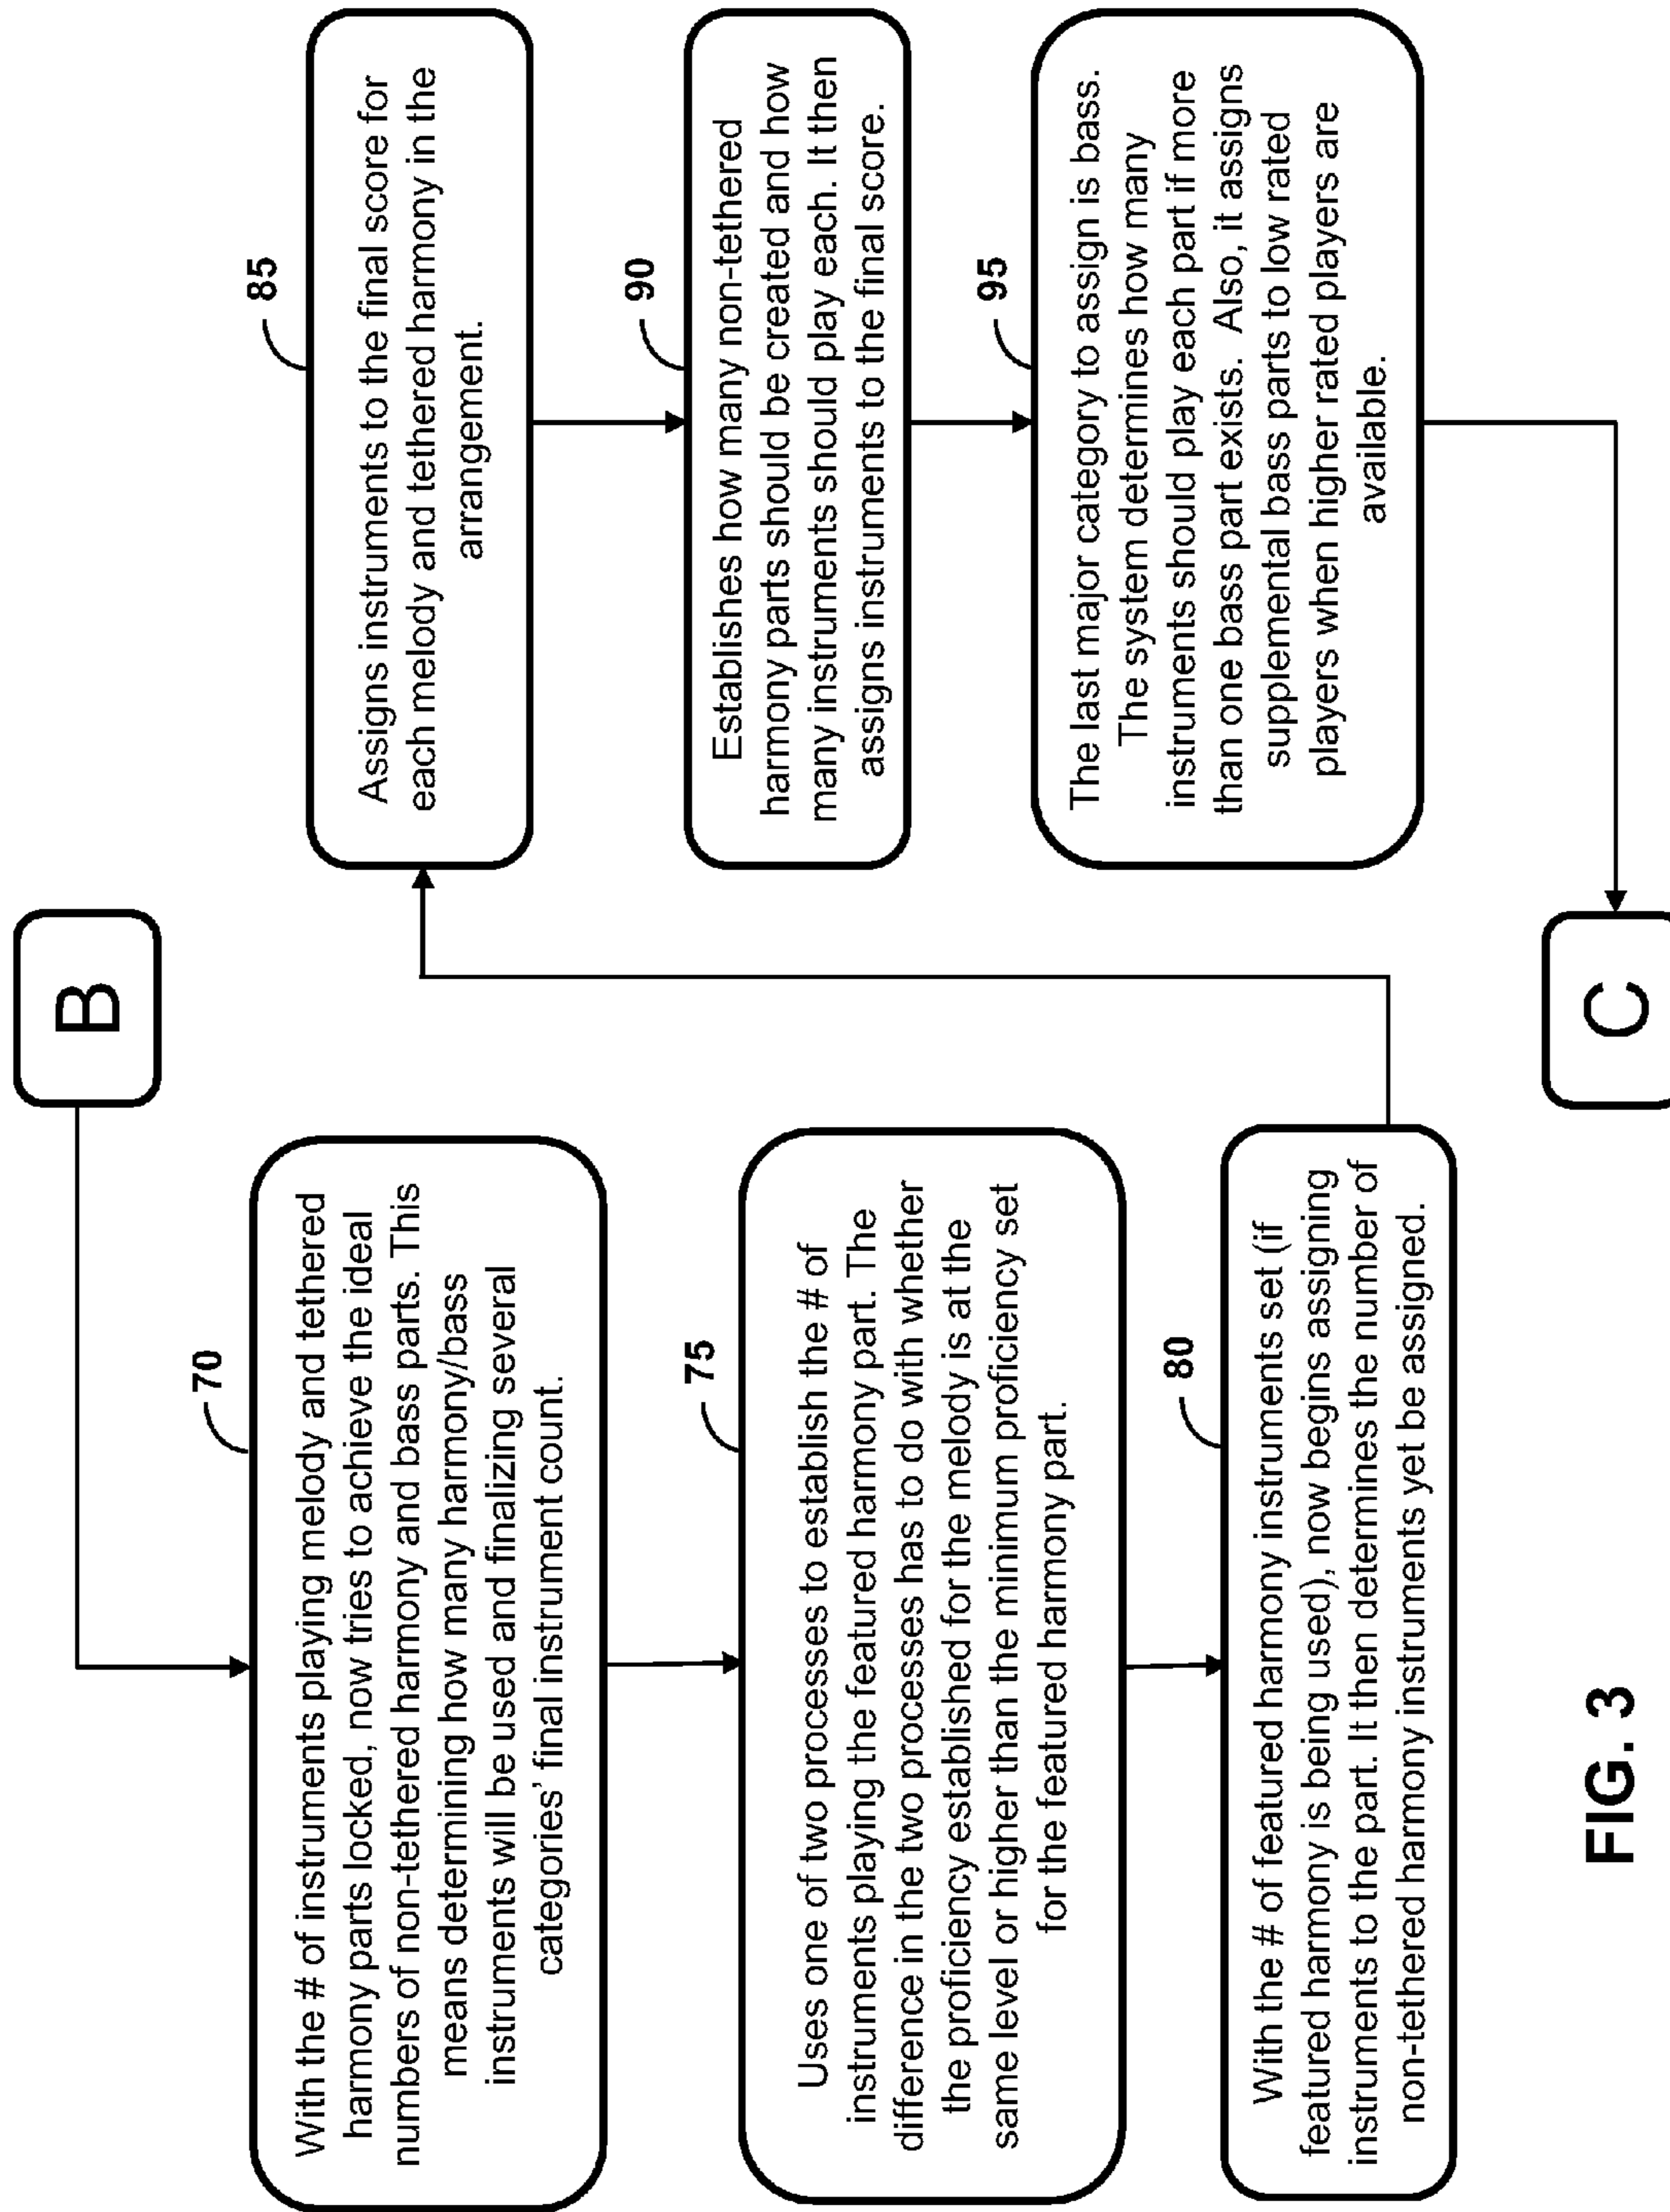 B
70
With the # of instruments playing melody and tethered
harmony parts locked, now tries to achieve the ideal
numbers of non-tethered harmony and bass parts. This
means determining how many harmony/bass
instruments will be used and finalizing several
categories’ final instrument count.
75
Uses one of two processes to establish the # of
instruments playing the featured harmony part. The
difference in the two processes has to do with whether
the proficiency established for the melody is at the
same level or higher than the minimum proficiency set
for the featured harmony part.
80
With the # of featured harmony instruments set (if
featured harmony is being used), now begins assigning
instruments to the part. It then determines the number of
non-tethered harmony instruments yet be assigned.
85
Assigns instruments to the final score for
each melody and tethered harmony in the
arrangement.
90
Establishes how many non-tethered
harmony parts should be created and how
many instruments should play each. It then
assigns instruments to the final score.
95
The last major category to assign is bass.
The system determines how many
instruments should play each part if more
than one bass part exists. Also, it assigns
supplemental bass parts to low rated
players when higher rated players are
available.
C
FIG. 3